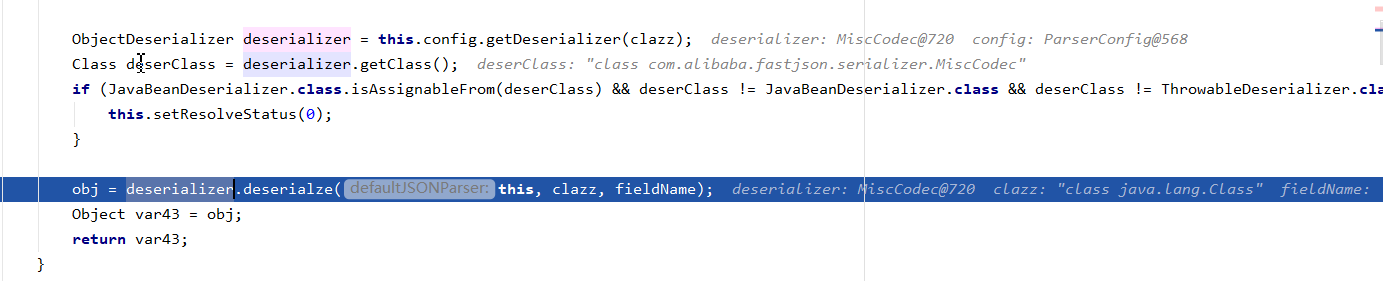 ObjectDeserializer deserializer = this.config.getDeserializer(clazz); deserializer: MiscCodec@720 config: ParserConfig@568
Class deserClass = deserializer.getClass(); deserClass: "class com.alibaba.fastjson.serializer.MiscCodec"
if (JavaBeanDeserializer.class.isAssignableFrom(deserClass) && deserClass != JavaBeanDeserializer.class && deserClass != ThrowableDeserializer.cla
this.setResolveStatus(0);
}
obj = deserializer.deserialze( defaultJSONParser: this, clazz, fieldName); deserializer: MiscCodec@720 clazz: "class java.lang.Class" fieldName:
Object var43 = obj;
return var43;
}